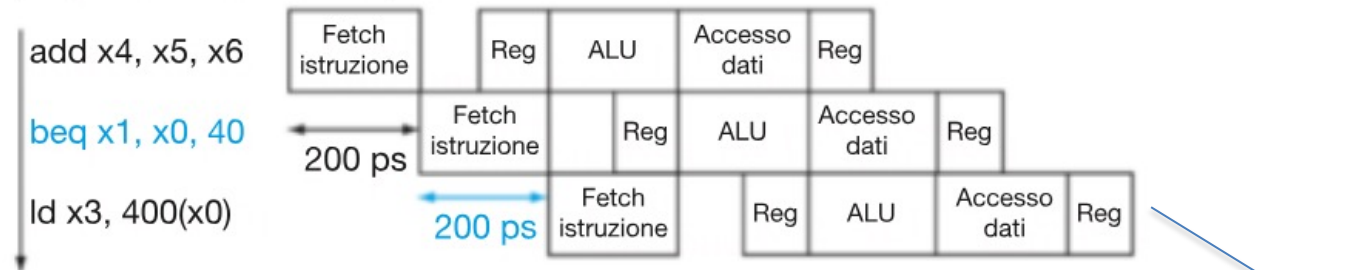 add x4, x5, x6
Fetch
istruzione
Reg
ALU
Accesso
dati
Reg
beq x1, x0, 40
200 ps
Fetch
istruzione
Reg
ALU
Accesso
dati
Reg
ld x3, 400(x0)
200 ps
Fetch
istruzione
Reg
ALU
Accesso
dati
Reg